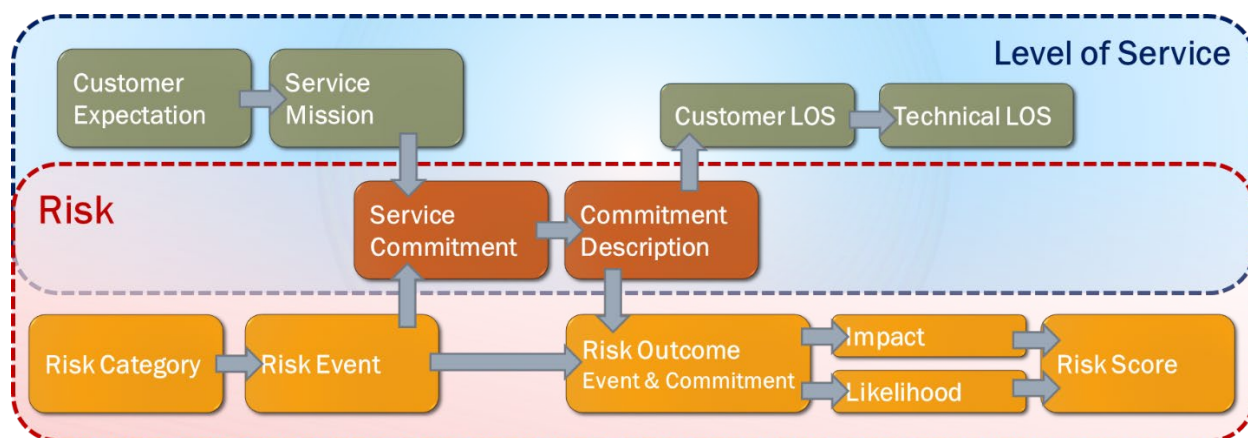 Level of Service
Customer
Expectation
Service
Mission
Customer LOS
Technical LOS
Risk
Service
Commitment
Commitment
Description
Risk Category
Risk Event
Risk Outcome
Event & Commitment
Impact
Likelihood
Risk Score